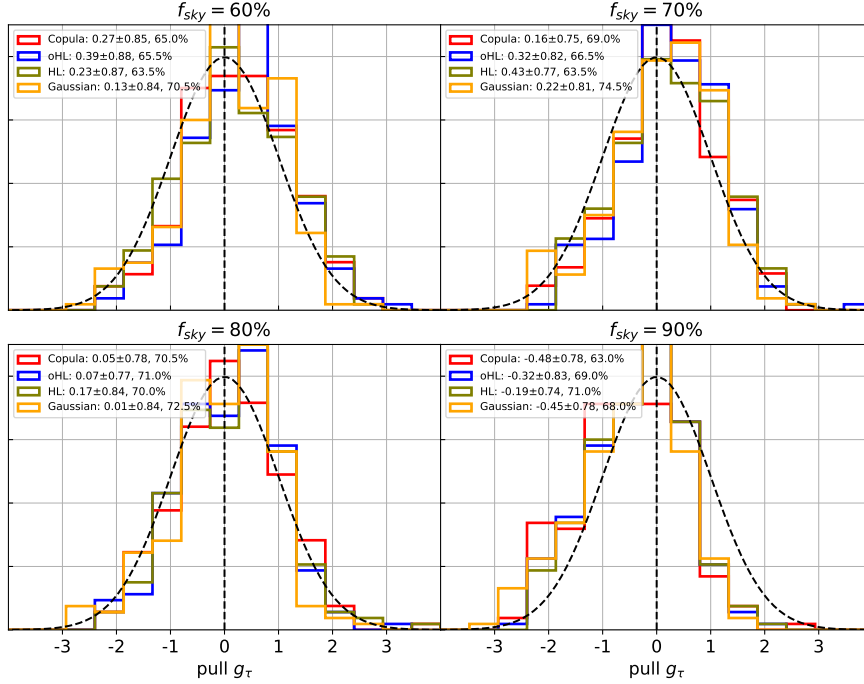 f_sky = 60%
f_sky = 70%
Copula: 0.27±0.85, 65.0%
oHL: 0.39±0.88, 65.5%
HL: 0.23±0.87, 63.5%
Gaussian: 0.13±0.84, 70.5%
Copula: 0.16±0.75, 69.0%
oHL: 0.32±0.82, 66.5%
HL: 0.43±0.77, 63.5%
Gaussian: 0.22±0.81, 74.5%
f_sky = 80%
f_sky = 90%
Copula: 0.05±0.78, 70.5%
oHL: 0.07±0.77, 71.0%
HL: 0.17±0.84, 70.0%
Gaussian: 0.01±0.84, 72.5%
Copula: -0.48±0.78, 63.0%
oHL: -0.32±0.83, 69.0%
HL: -0.19±0.74, 71.0%
Gaussian: -0.45±0.78, 68.0%
-3 -2 -1 0 1 2 3
-3 -2 -1 0 1 2 3
pull g_τ
pull g_τ